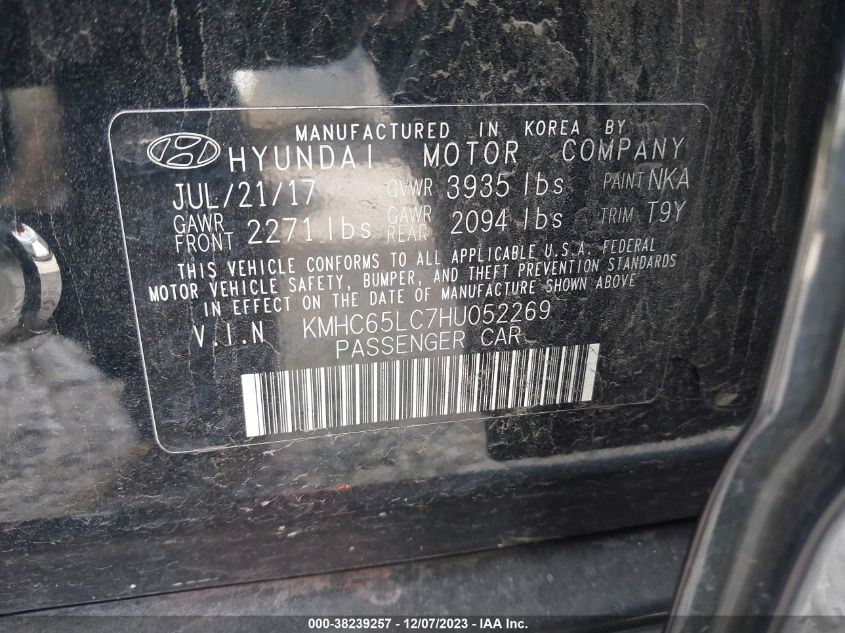 MANUFACTURED IN KOREA BY
HYUNDAI MOTOR COMPANY
JUL/21/17 GVWR 3935 lbs PAINT NKA
GAWR FRONT 2271 lbs GAWR REAR 2094 lbs TRIM T9Y
THIS VEHICLE CONFORMS TO ALL APPLICABLE U.S.A. FEDERAL
MOTOR VEHICLE SAFETY, BUMPER, AND THEFT PREVENTION STANDARDS
IN EFFECT ON THE DATE OF MANUFACTURE SHOWN ABOVE
V.I.N KMHC65LC7HU052269
PASSENGER CAR
000-38239257 - 12/07/2023 - IAA Inc.